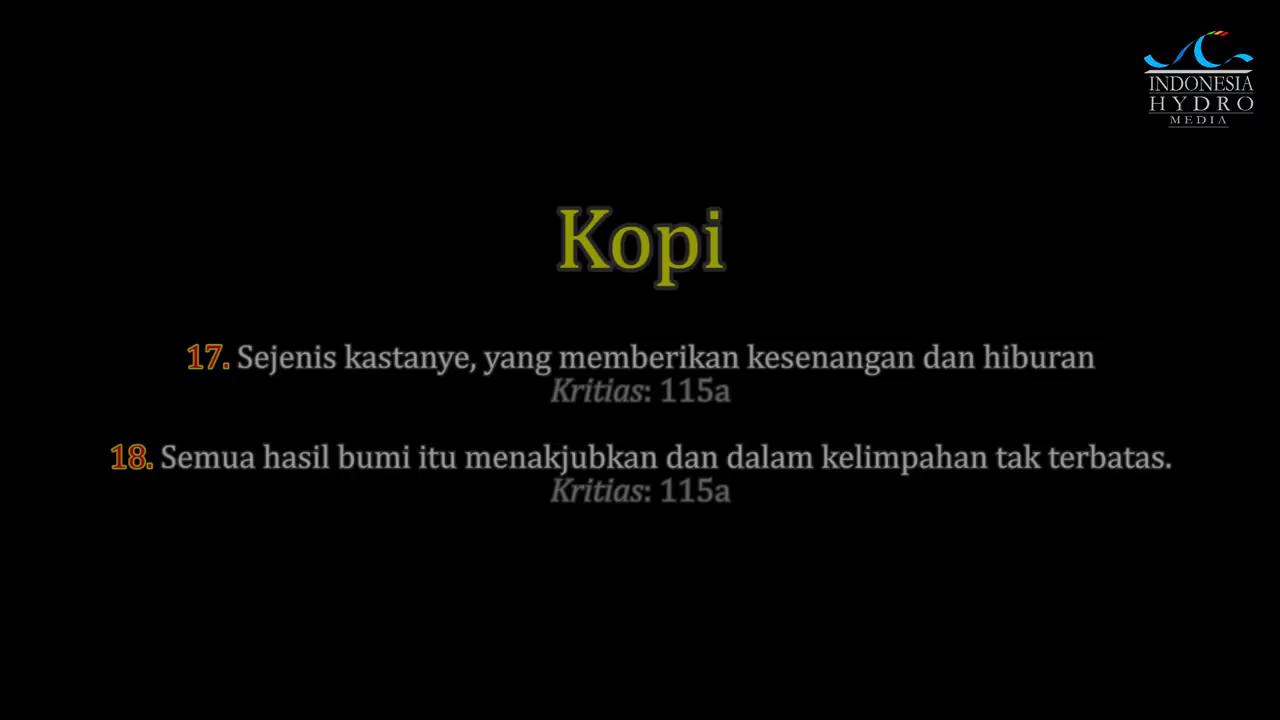 INDONESIA
HYDRO
MEDIA
Kopi
17. Sejenis kastanye, yang memberikan kesenangan dan hiburan
Kritias: 115a
18. Semua hasil bumi itu menakjubkan dan dalam kelimpahan tak terbatas.
Kritias: 115a